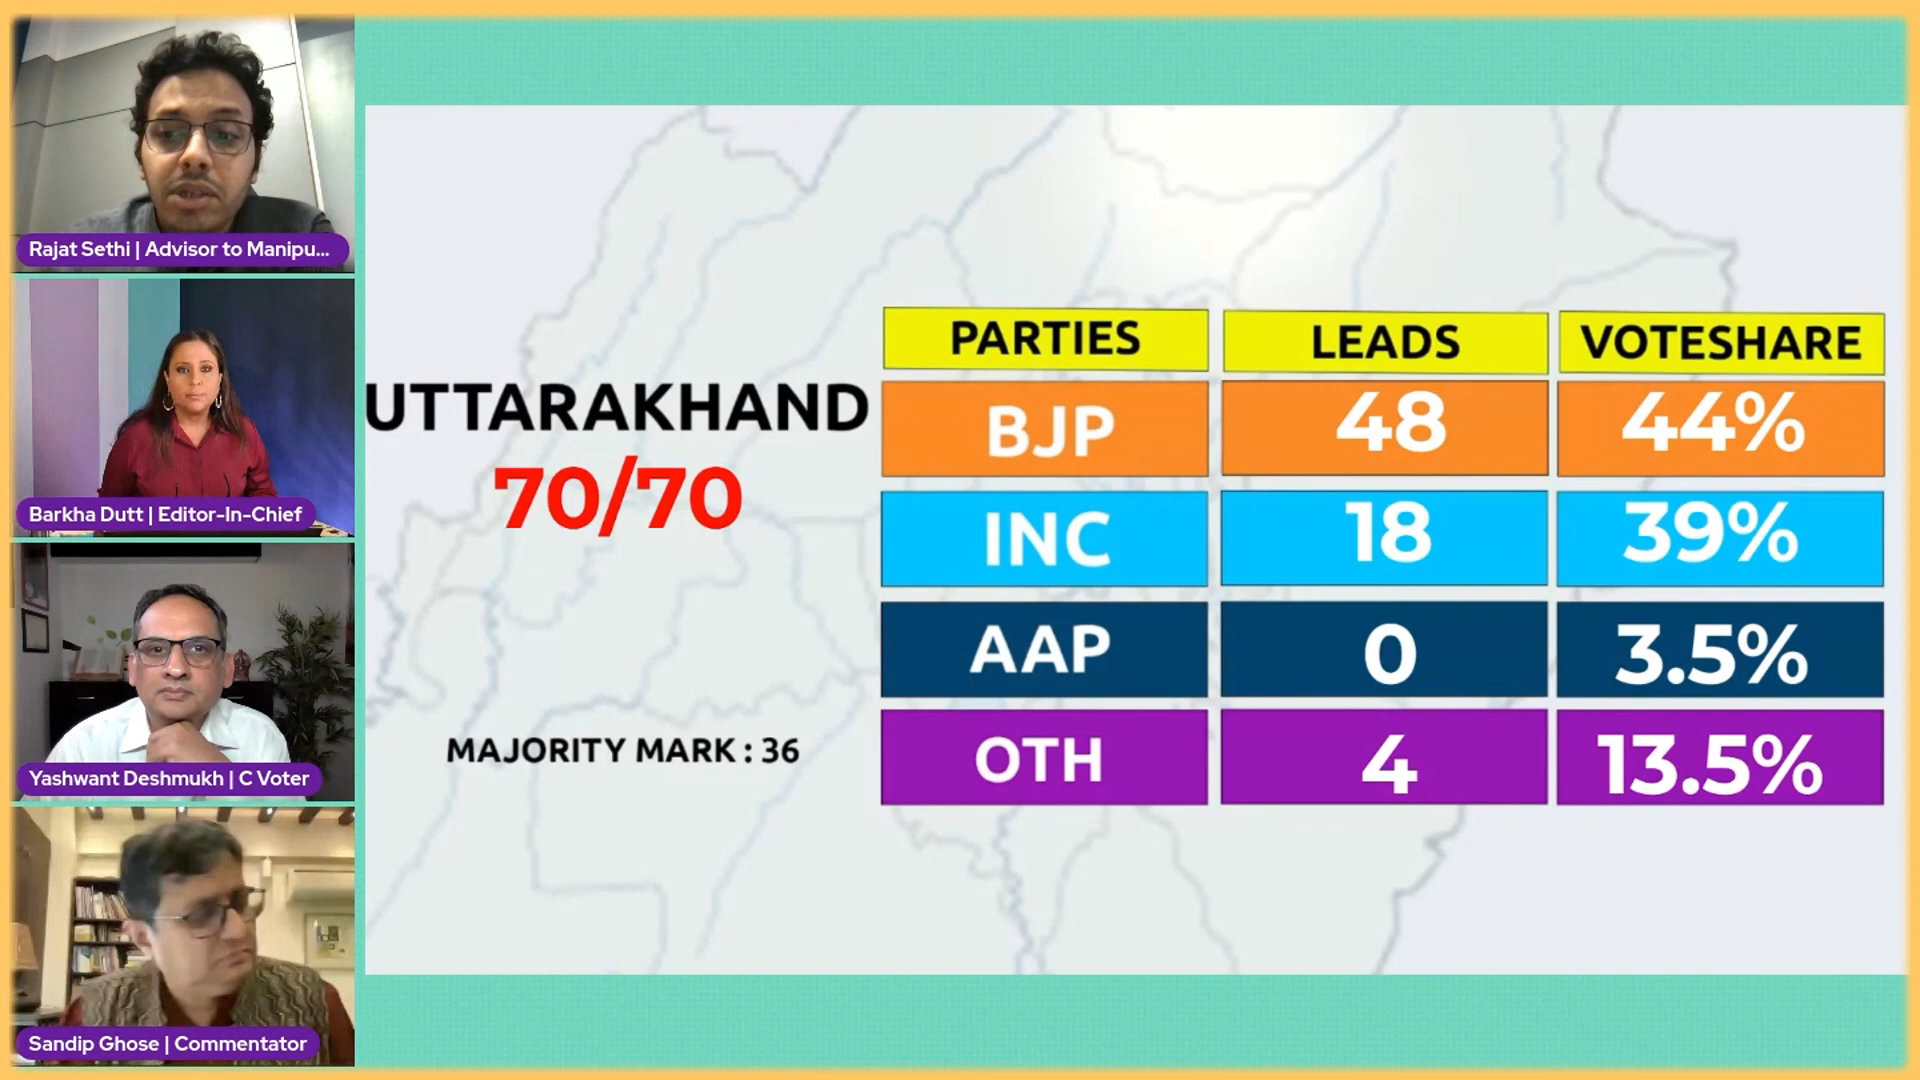 Rajat Sethi | Advisor to Manipu...
Barkha Dutt | Editor-In-Chief
Yashwant Deshmukh | C Voter
Sandip Ghose | Commentator
UTTARAKHAND
70/70
MAJORITY MARK : 36
PARTIES LEADS VOTESHARE
BJP 48 44%
INC 18 39%
AAP 0 3.5%
OTH 4 13.5%